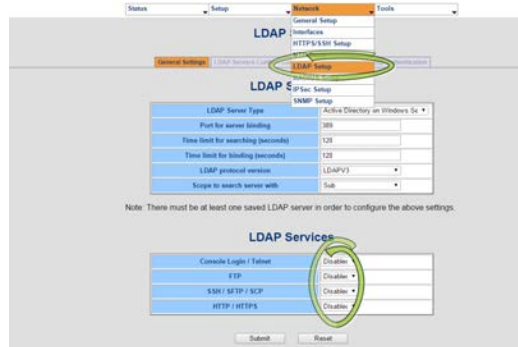 Status Setup Network Tools
General Setup
LDAP Interfaces
HTTPS/SSH Setup
General Settings LDAP Servers LDAP Setup Authentication
LDAP S IPSec Setup
SNMP Setup
LDAP Server Type Active Directory on Windows Se
Port for server binding 389
Time limit for searching (seconds) 120
Time limit for binding (seconds) 120
LDAP protocol version LDAPV3
Scope to search server with Sub
Note: There must be at least one saved LDAP server in order to configure the above settings.
LDAP Services
Console Login / Telnet Disable
FTP Disable
SSH / SFTP / SCP Disable
HTTP / HTTPS Disable
Submit Reset